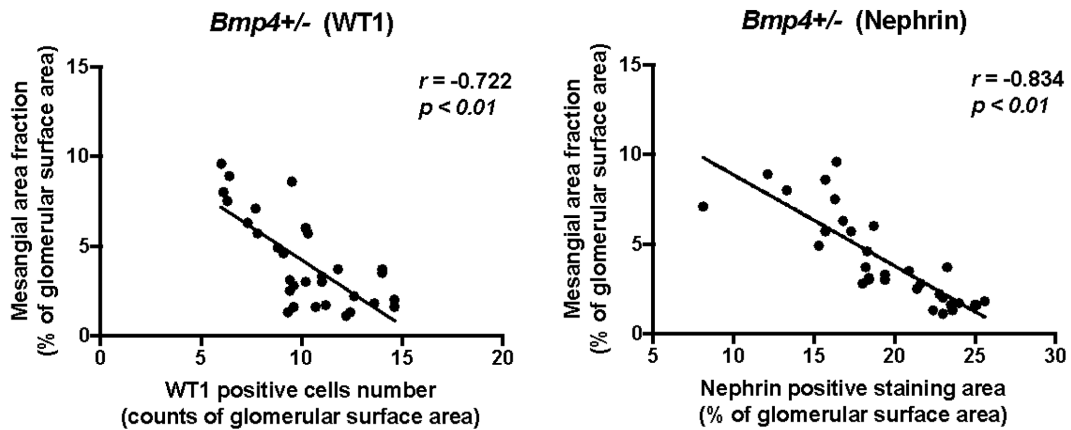 Bmp4+/- (WT1)
r = -0.722
p < 0.01
Mesangial area fraction
(% of glomerular surface area)
15
10
5
0
0 5 10 15 20
WT1 positive cells number
(counts of glomerular surface area)
Bmp4+/- (Nephrin)
r = -0.834
p < 0.01
Mesangial area fraction
(% of glomerular surface area)
15
10
5
0
5 10 15 20 25 30
Nephrin positive staining area
(% of glomerular surface area)